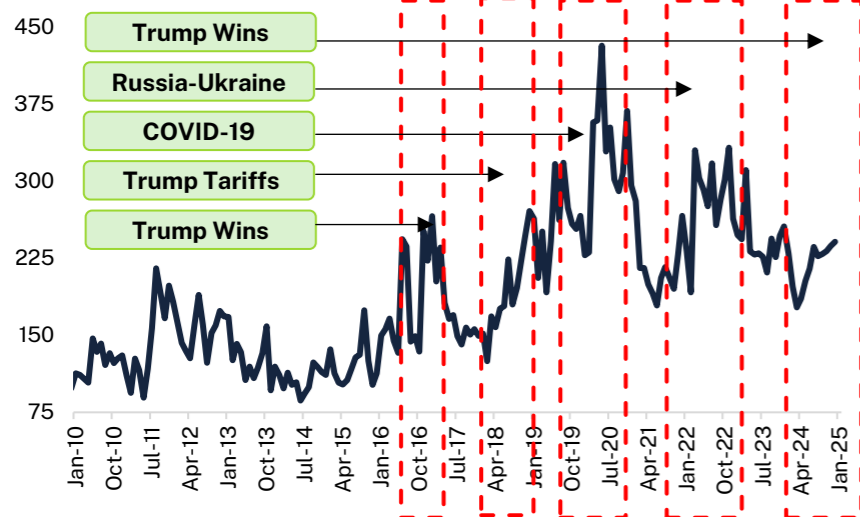 450
375
300
225
150
75
Trump Wins
Russia-Ukraine
COVID-19
Trump Tariffs
Trump Wins
Jan-10
Oct-10
Jul-11
Apr-12
Jan-13
Oct-13
Jul-14
Apr-15
Jan-16
Oct-16
Jul-17
Apr-18
Jan-19
Oct-19
Jul-20
Apr-21
Jan-22
Oct-22
Jul-23
Apr-24
Jan-25